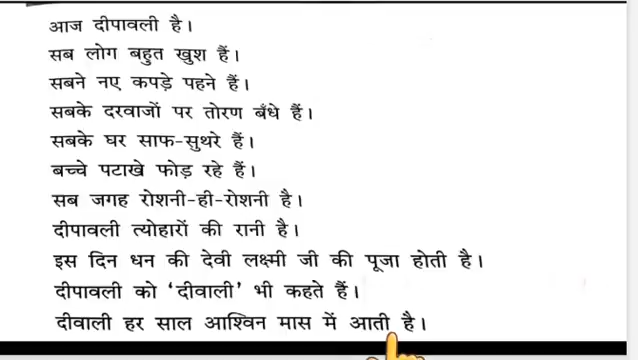 आज दीपावली है।
सब लोग बहुत खुश हैं।
सबने नए कपड़े पहने हैं।
सबके दरवाजों पर तोरण बँधे हैं।
सबके घर साफ-सुथरे हैं।
बच्चे पटाखे फोड़ रहे हैं।
सब जगह रोशनी-ही-रोशनी है।
दीपावली त्योहारों की रानी है।
इस दिन धन की देवी लक्ष्मी जी की पूजा होती है।
दीपावली को ‘दीवाली’ भी कहते हैं।
दीवाली हर साल आश्विन मास में आती है।